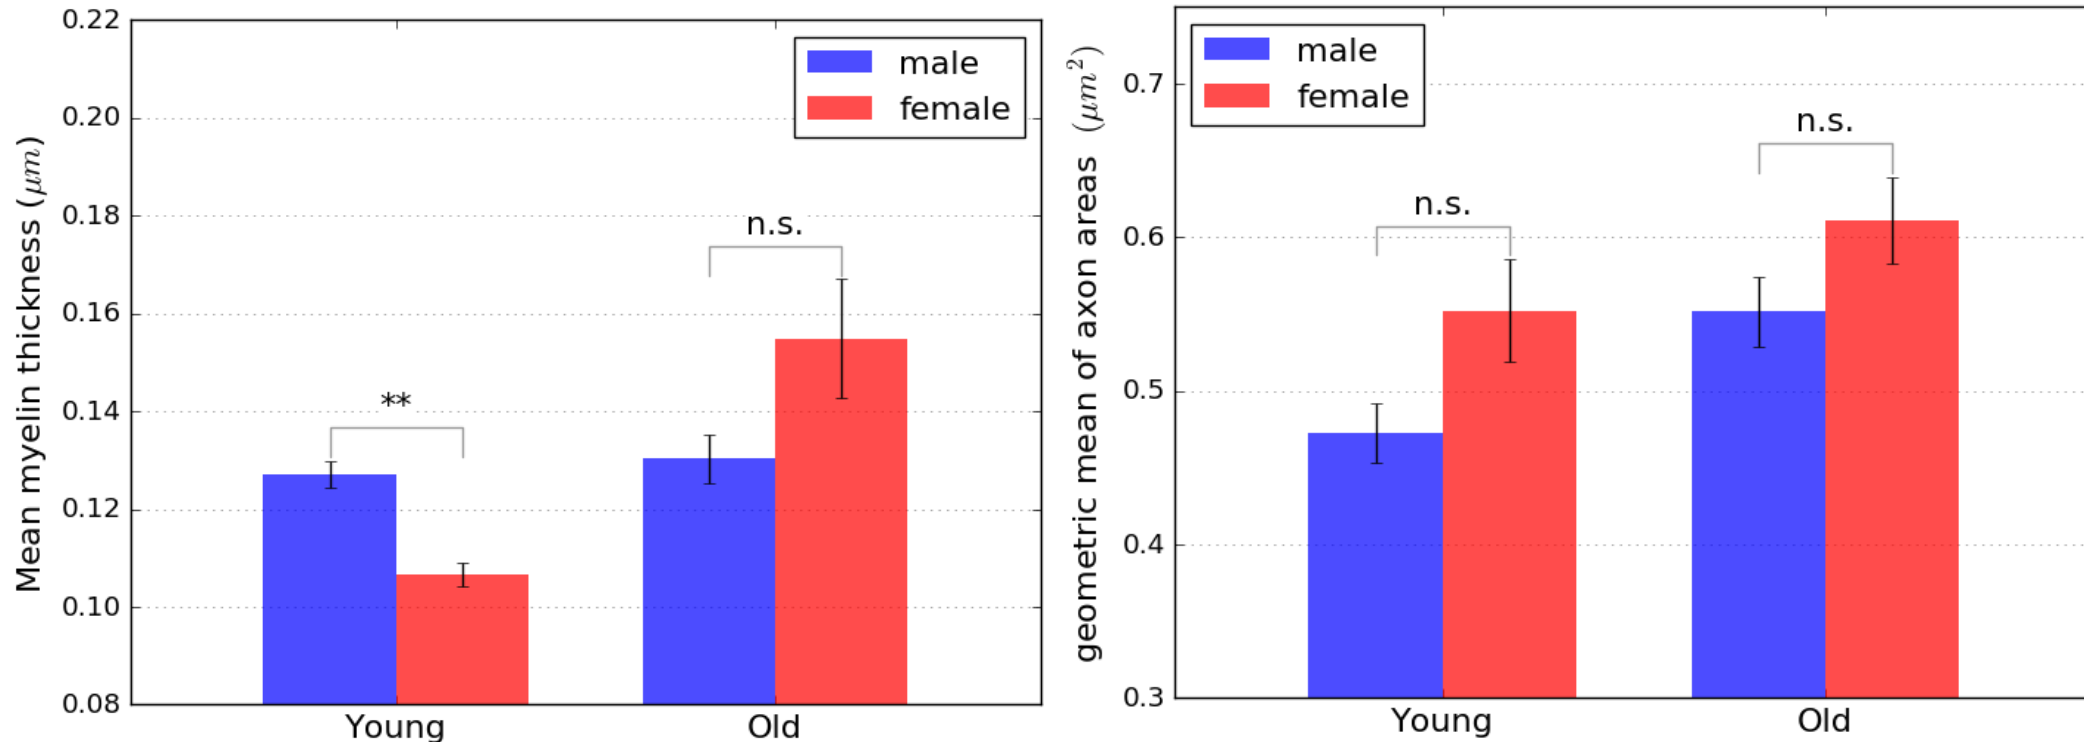 Mean myelin thickness (μm)
0.22
0.20
0.18
0.16
0.14
0.12
0.10
0.08
male
female
**
n.s.
Young
Old
geometric mean of axon areas (μm²)
0.7
0.6
0.5
0.4
0.3
male
female
n.s.
n.s.
Young
Old